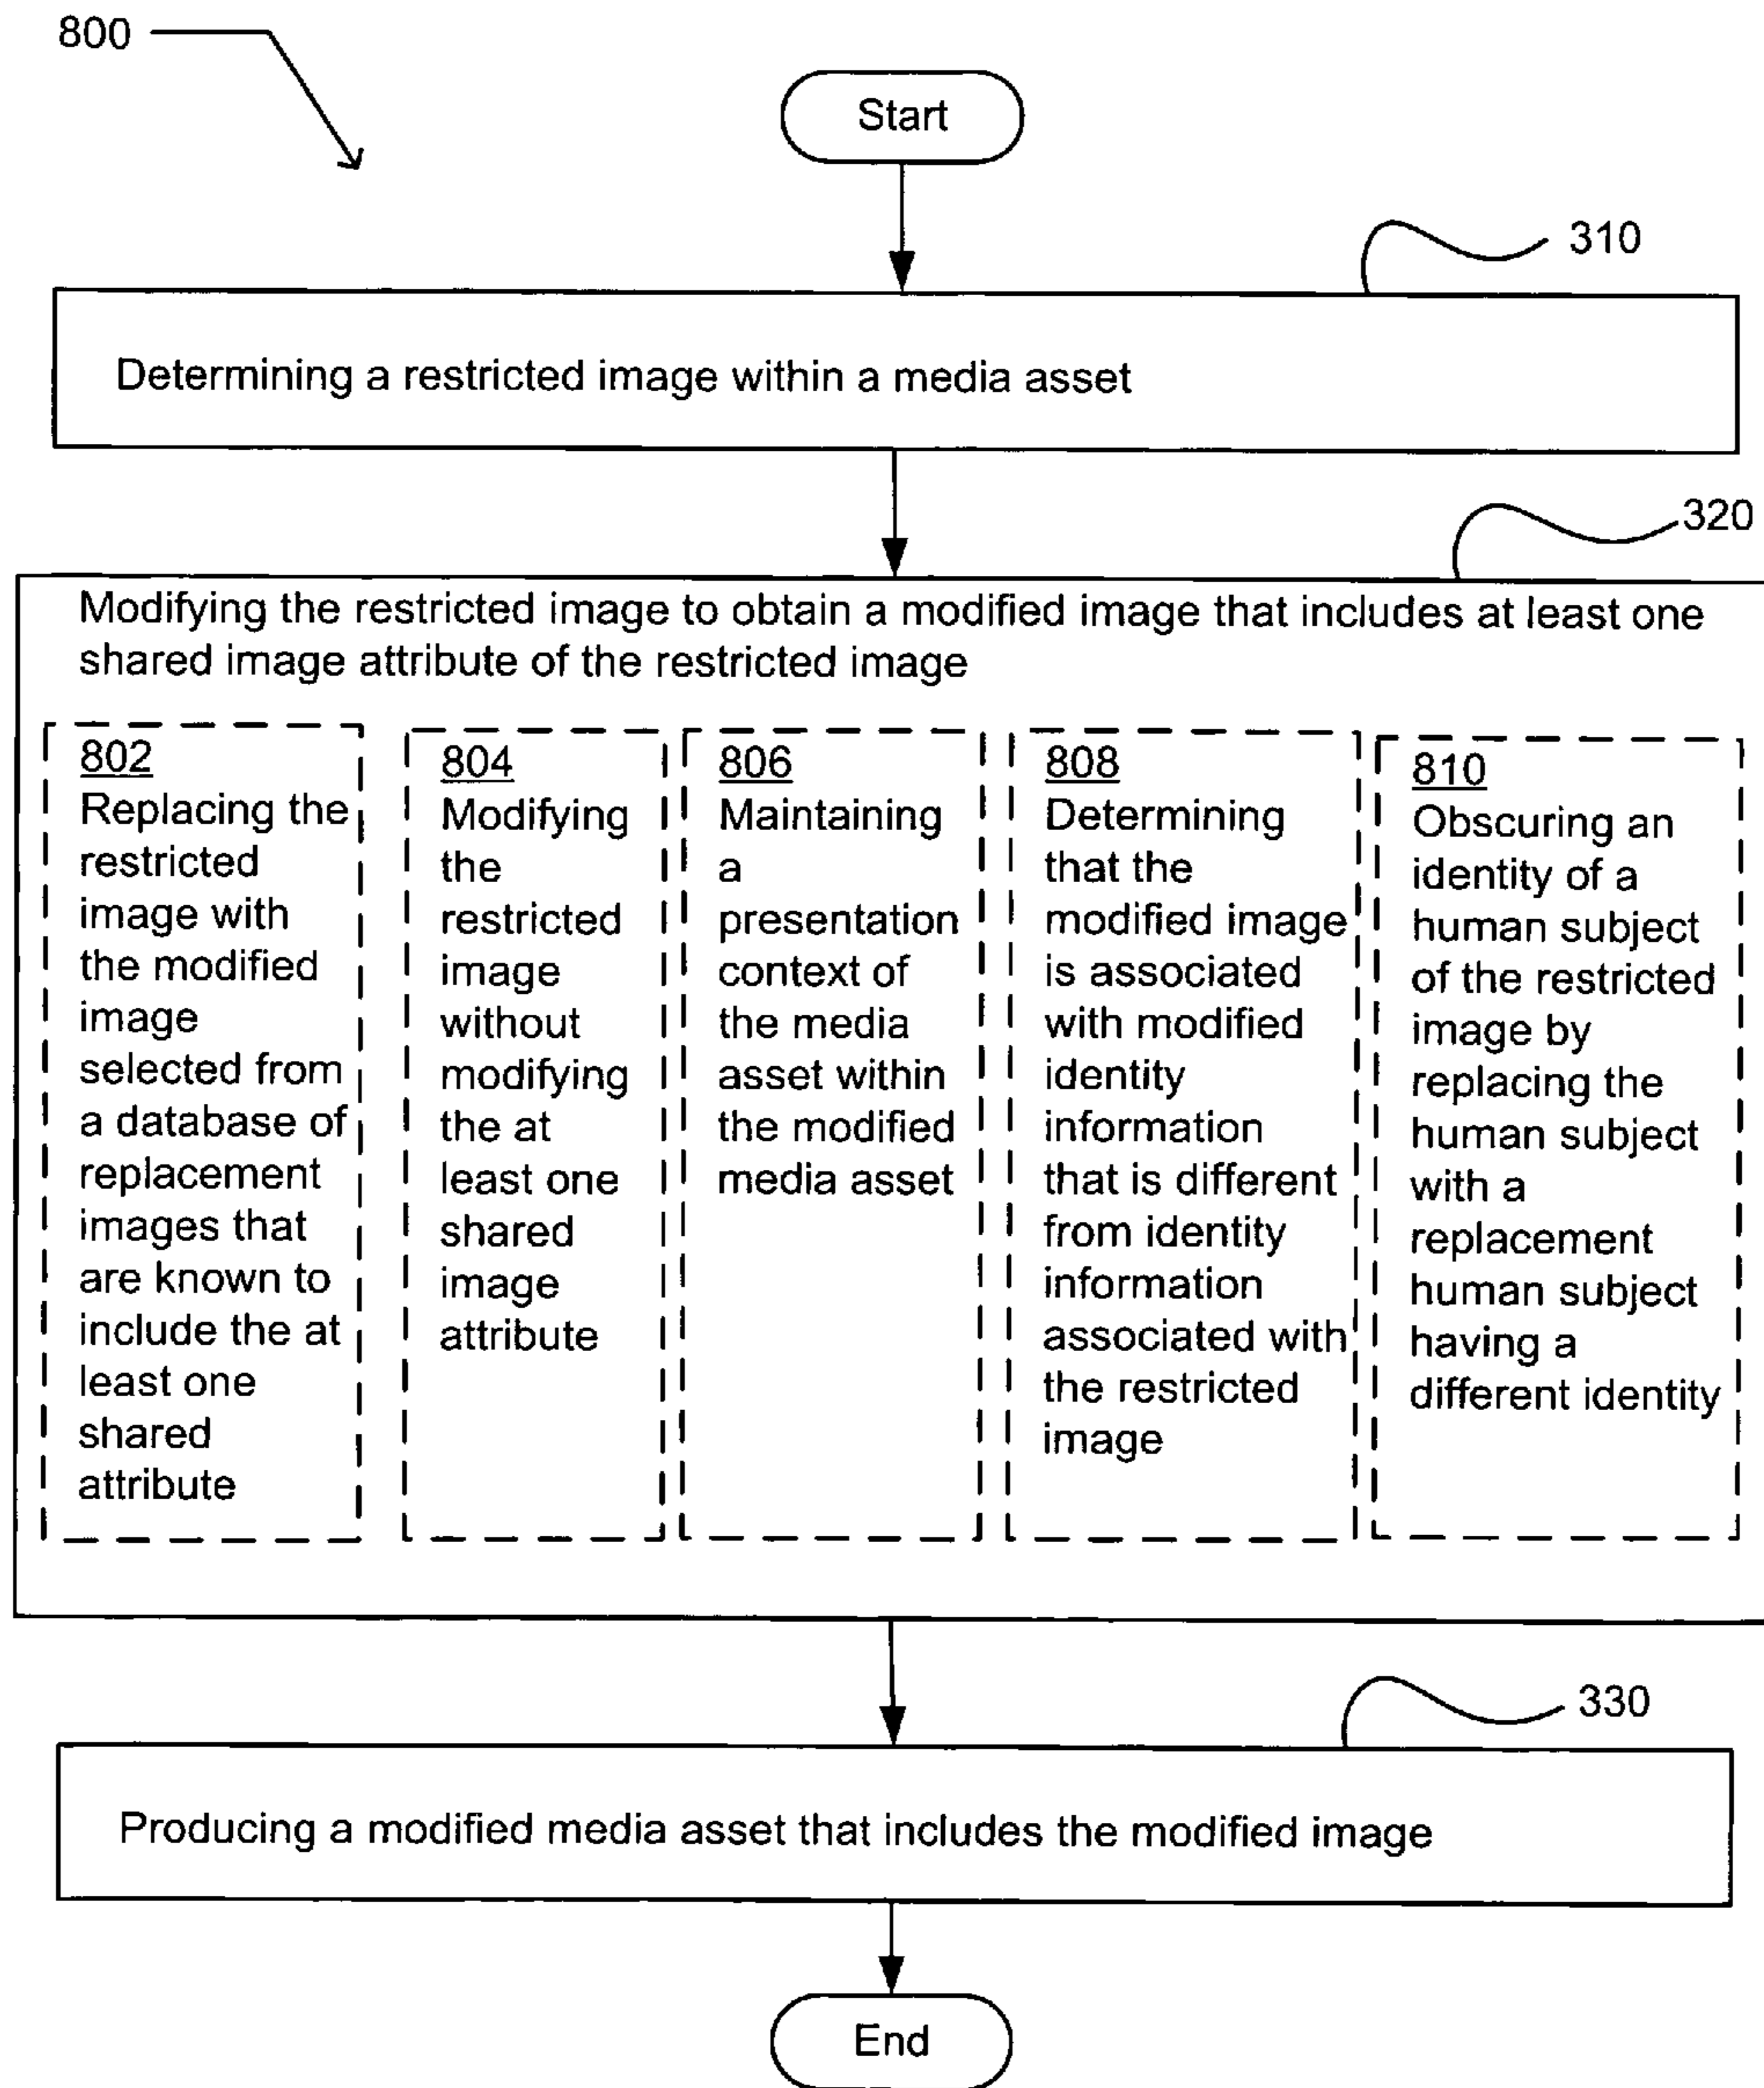 800
Start
310
Determining a restricted image within a media asset
320
Modifying the restricted image to obtain a modified image that includes at least one
shared image attribute of the restricted image
802
Replacing the
restricted
image with
the modified
image
selected from
a database of
replacement
images that
are known to
include the at
least one
shared
attribute
804
Modifying
the
restricted
image
without
modifying
the at
least one
shared
image
attribute
806
Maintaining
a
presentation
context of
the media
asset within
the modified
media asset
808
Determining
that the
modified image
is associated
with modified
identity
information
that is different
from identity
information
associated with
the restricted
image
810
Obscuring an
identity of a
human subject
of the restricted
image by
replacing the
human subject
with a
replacement
human subject
having a
different identity
330
Producing a modified media asset that includes the modified image
End